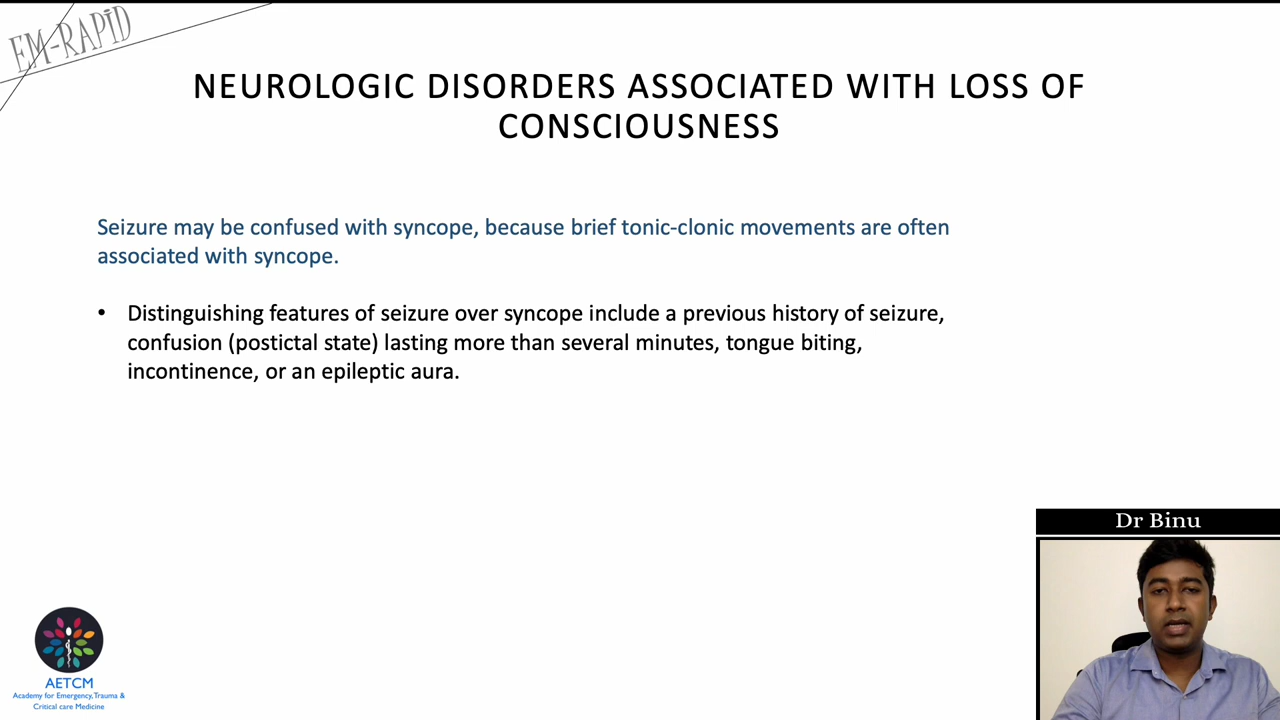 EM-RAPiD
NEUROLOGIC DISORDERS ASSOCIATED WITH LOSS OF
CONSCIOUSNESS
Seizure may be confused with syncope, because brief tonic-clonic movements are often
associated with syncope.
• Distinguishing features of seizure over syncope include a previous history of seizure,
confusion (postictal state) lasting more than several minutes, tongue biting,
incontinence, or an epileptic aura.
Dr Binu
AETCM
Academy for Emergency,Trauma &
Critical care Medicine